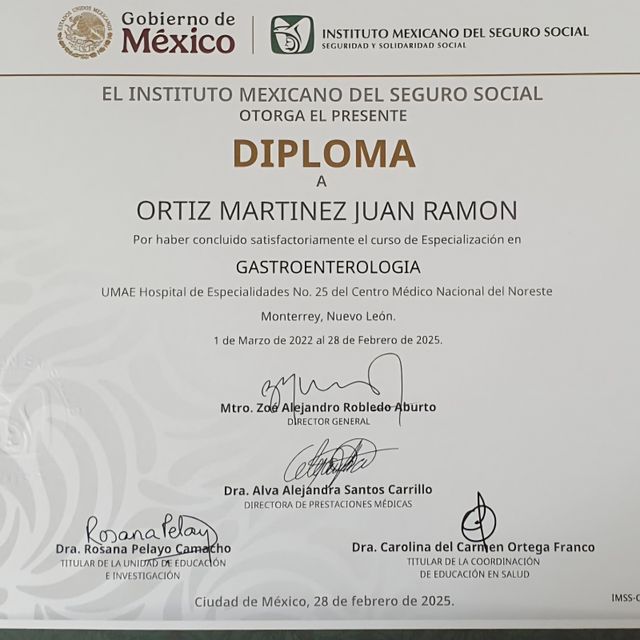 Gobierno de
México
INSTITUTO MEXICANO DEL SEGURO SOCIAL
SEGURIDAD Y SOLIDARIDAD SOCIAL
EL INSTITUTO MEXICANO DEL SEGURO SOCIAL
OTORGA EL PRESENTE
DIPLOMA
A
ORTIZ MARTINEZ JUAN RAMON
Por haber concluido satisfactoriamente el curso de Especialización en
GASTROENTEROLOGIA
UMAE Hospital de Especialidades No. 25 del Centro Médico Nacional del Noreste
Monterrey, Nuevo León.
1 de Marzo de 2022 al 28 de Febrero de 2025.
Mtro. Zoé Alejandro Robledo Aburto
DIRECTOR GENERAL
Dra. Alva Alejandra Santos Carrillo
DIRECTORA DE PRESTACIONES MÉDICAS
Rosana Pelayo
Dra. Rosana Pelayo Camacho
TITULAR DE LA UNIDAD DE EDUCACIÓN
E INVESTIGACIÓN
Dra. Carolina del Carmen Ortega Franco
TITULAR DE LA COORDINACIÓN
DE EDUCACIÓN EN SALUD
IMSS-C
Ciudad de México, 28 de febrero de 2025.